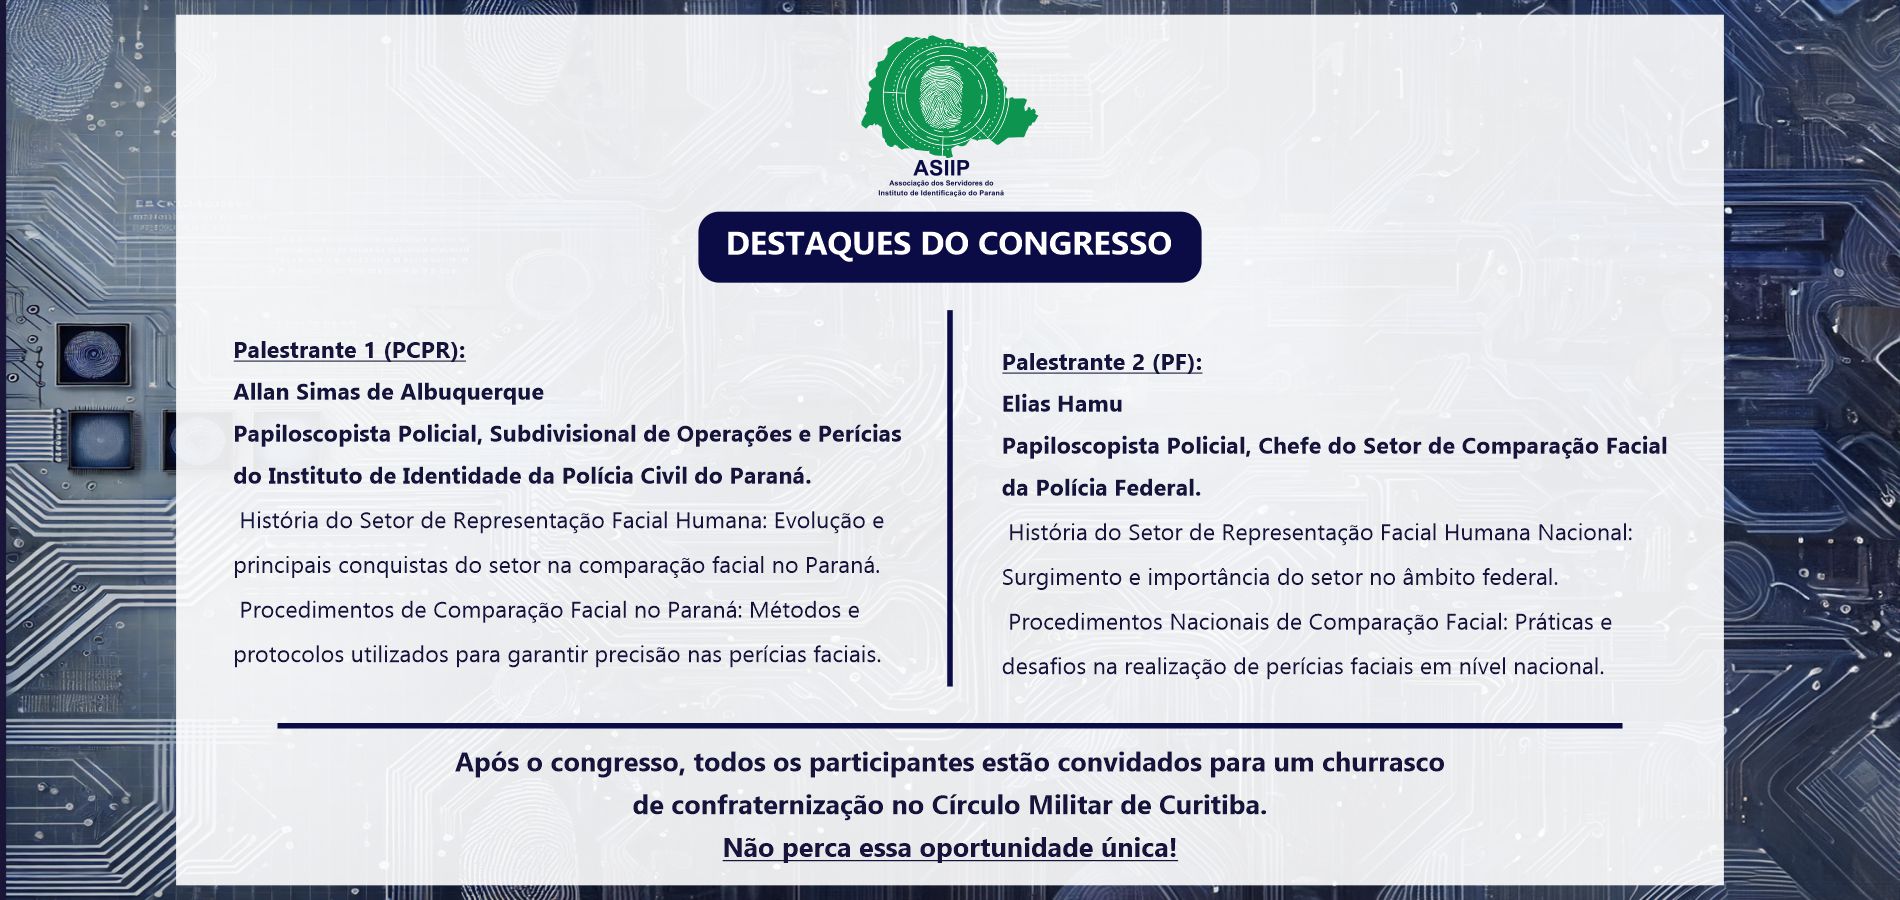 ASIIP
Associação dos Servidores do
Instituto de Identificação do Paraná
DESTAQUES DO CONGRESSO
Palestrante 1 (PCPR):
Allan Simas de Albuquerque
Papiloscopista Policial, Subdivisional de Operações e Perícias
do Instituto de Identidade da Polícia Civil do Paraná.
História do Setor de Representação Facial Humana: Evolução e
principais conquistas do setor na comparação facial no Paraná.
Procedimentos de Comparação Facial no Paraná: Métodos e
protocolos utilizados para garantir precisão nas perícias faciais.
Palestrante 2 (PF):
Elias Hamu
Papiloscopista Policial, Chefe do Setor de Comparação Facial
da Polícia Federal.
História do Setor de Representação Facial Humana Nacional:
Surgimento e importância do setor no âmbito federal.
Procedimentos Nacionais de Comparação Facial: Práticas e
desafios na realização de perícias faciais em nível nacional.
Após o congresso, todos os participantes estão convidados para um churrasco
de confraternização no Círculo Militar de Curitiba.
Não perca essa oportunidade única!